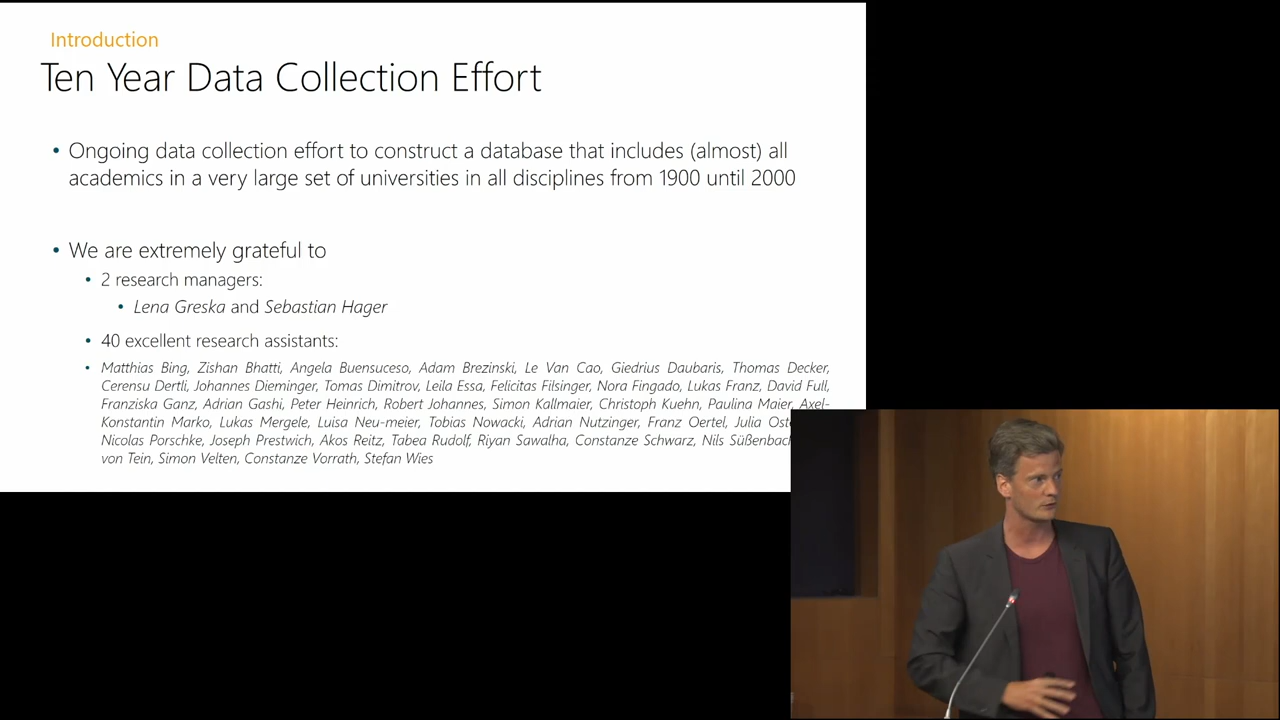 Introduction
Ten Year Data Collection Effort
• Ongoing data collection effort to construct a database that includes (almost) all
academics in a very large set of universities in all disciplines from 1900 until 2000
• We are extremely grateful to
• 2 research managers:
• Lena Greska and Sebastian Hager
• 40 excellent research assistants:
• Matthias Bing, Zishan Bhatti, Angela Buensuceso, Adam Brezinski, Le Van Cao, Giedrius Daubaris, Thomas Decker,
Cerensu Dertli, Johannes Dieminger, Tomas Dimitrov, Leila Essa, Felicitas Filsinger, Nora Fingado, Lukas Franz, David Full,
Franziska Ganz, Adrian Gashi, Peter Heinrich, Robert Johannes, Simon Kallmaier, Christoph Kuehn, Paulina Maier, Axel-
Konstantin Marko, Lukas Mergele, Luisa Neu-meier, Tobias Nowacki, Adrian Nutzinger, Franz Oertel, Julia
Nicolas Porschke, Joseph Prestwich, Akos Reitz, Tabea Rudolf, Riyan Sawalha, Constanze Schwarz, Nils
von Tein, Simon Velten, Constanze Vorrath, Stefan Wies